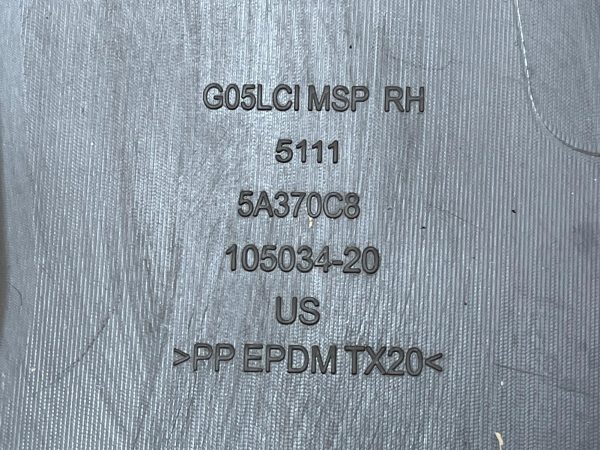 G05LCI MSP RH
5111
5A370C8
105034-20
US
>PP EPDM TX20<